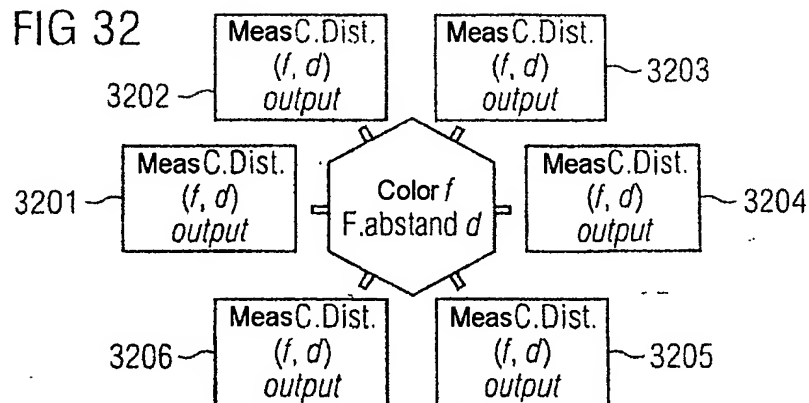 FIG 32
MeasC.Dist.
(f, d)
output
3202
MeasC.Dist.
(f, d)
output
3203
MeasC.Dist.
(f, d)
output
3201
Color f
F.abstand d
MeasC.Dist.
(f, d)
output
3204
MeasC.Dist.
(f, d)
output
3206
MeasC.Dist.
(f, d)
output
3205